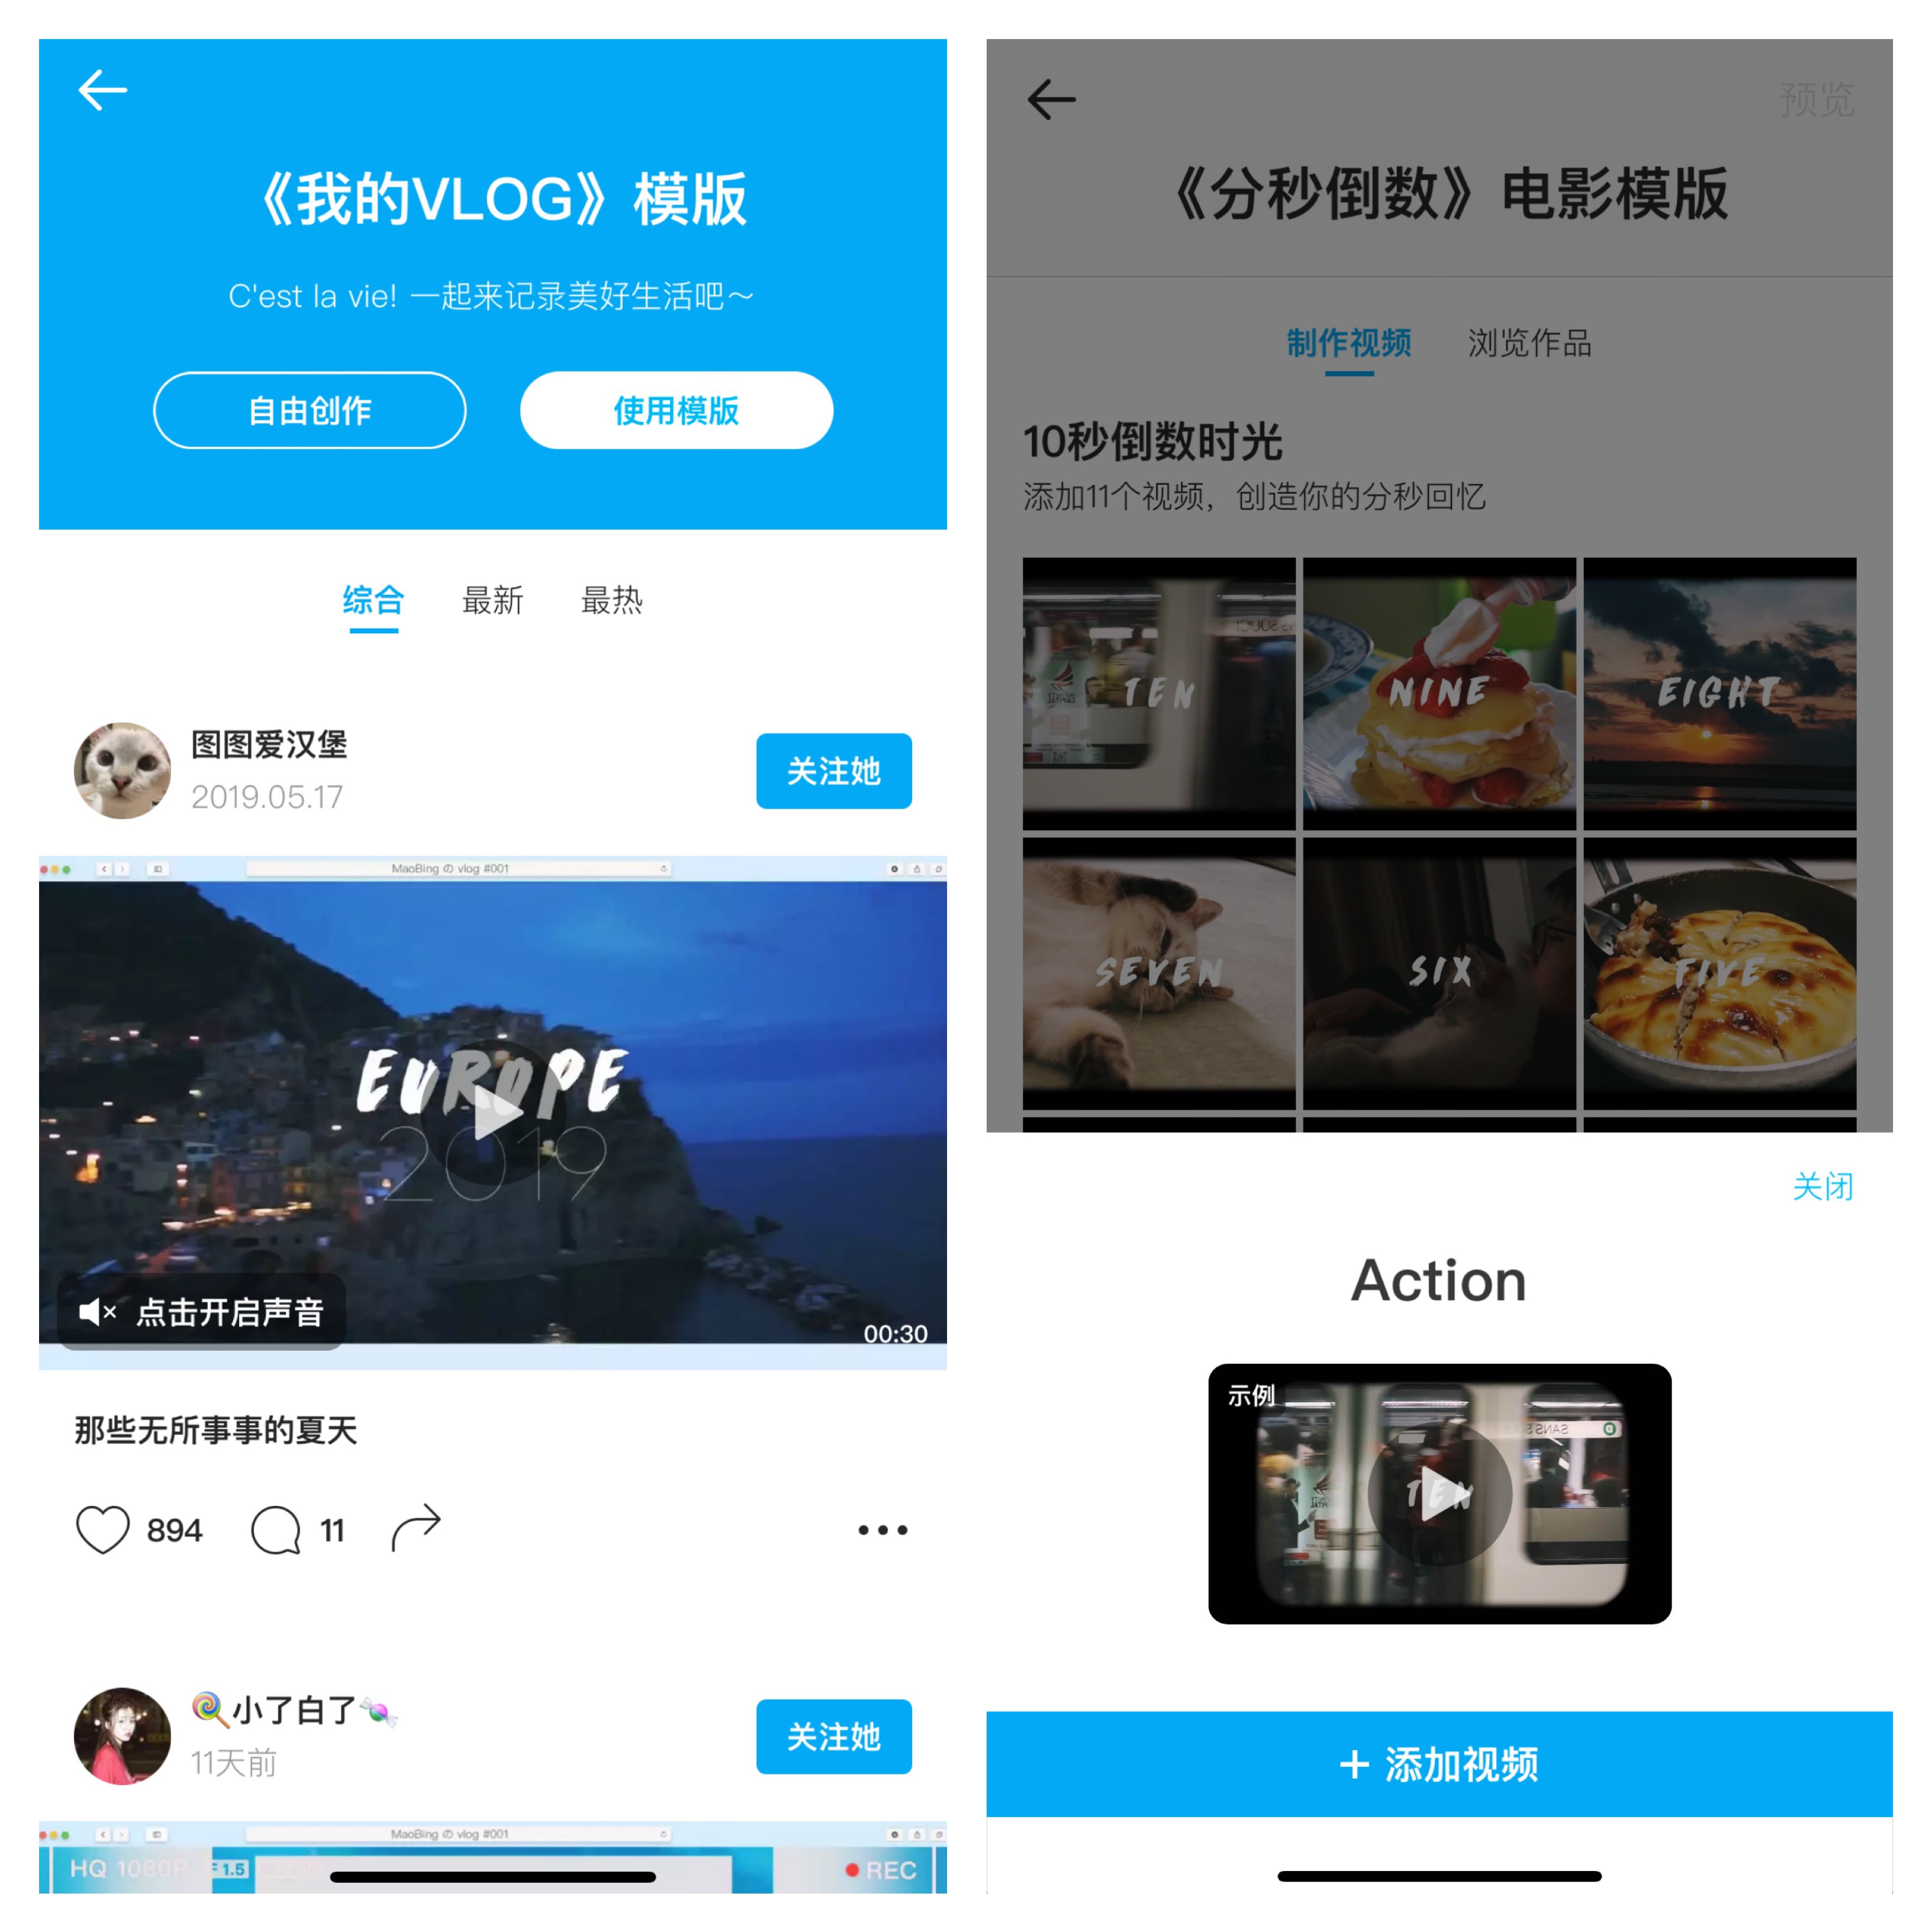 《我的VLOG》模版
C'est la vie! 一起来记录美好生活吧~
自由创作
使用模版
综合
最新
最热
图图爱汉堡
2019.05.17
关注她
MaoBing の vlog #001
EUROPE
2019
点击开启声音
00:30
那些无所事事的夏天
894
11
🍭小了白了🍬
11天前
关注她
MaoBing の vlog #001
HQ 1080P
F1.5
REC
预览
《分秒倒数》电影模版
制作视频
浏览作品
10秒倒数时光
添加11个视频，创造你的分秒回忆
TEN
NINE
EIGHT
SEVEN
SIX
FIVE
关闭
Action
示例
TEN
+ 添加视频